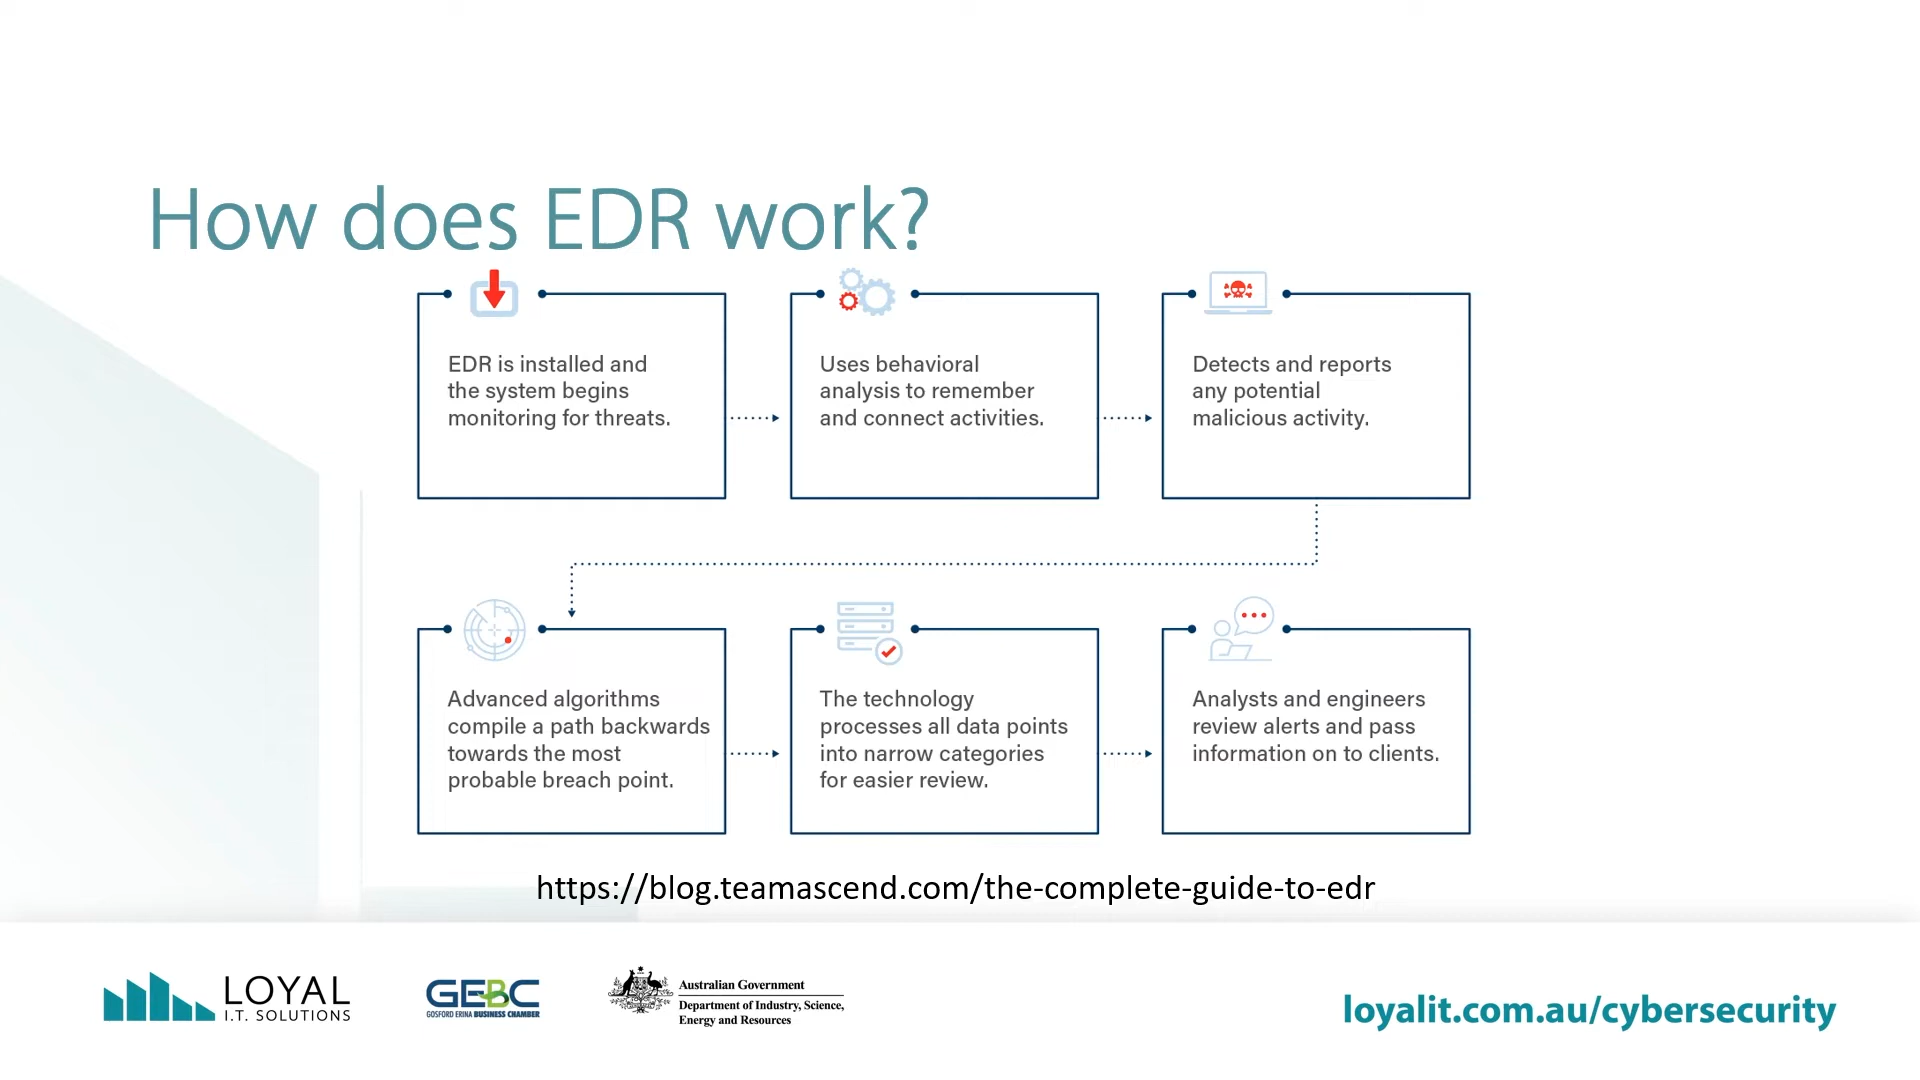 How does EDR work?
EDR is installed and
the system begins
monitoring for threats.
Uses behavioral
analysis to remember
and connect activities.
Detects and reports
any potential
malicious activity.
Advanced algorithms
compile a path backwards
towards the most
probable breach point.
The technology
processes all data points
into narrow categories
for easier review.
Analysts and engineers
review alerts and pass
information on to clients.
https://blog.teamascend.com/the-complete-guide-to-edr
LOYAL
I.T. SOLUTIONS
GEBC
GOSFORD ERINA BUSINESS CHAMBER
Australian Government
Department of Industry, Science,
Energy and Resources
loyalit.com.au/cybersecurity